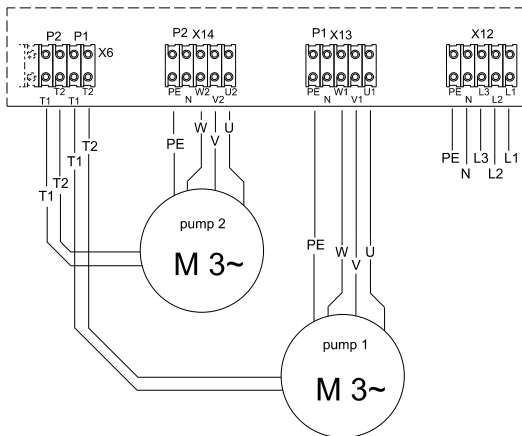 P2 P1 X6
P2 X14
P1 X13
X12
T1 T2 T1 T2
PE N W2 V2 U2
PE N W1 V1 U1
PE N L3 L2 L1
W V U
PE
T2
T1
T2
T1
PE N L3 L2 L1
pump 2
M 3~
PE W V U
pump 1
M 3~